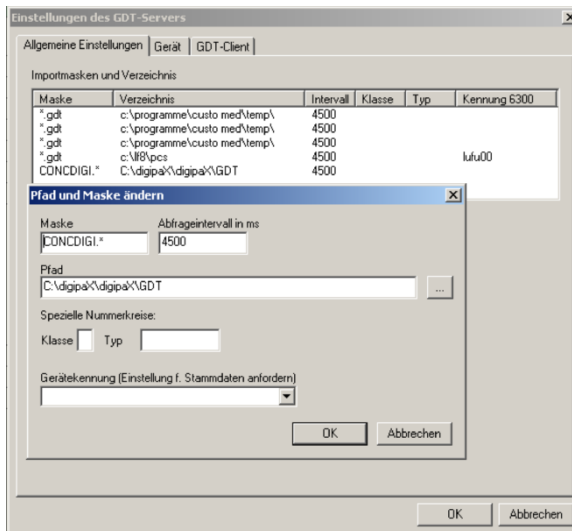 Einstellungen des GDT-Servers
Allgemeine Einstellungen Gerät GDT-Client
Importmasken und Verzeichnis
Maske Verzeichnis Intervall Klasse Typ Kennung 6300
*.gdt c:\programme\custo med\temp\ 4500
*.gdt c:\programme\custo med\temp\ 4500
*.gdt c:\programme\custo med\temp\ 4500
*.gdt c:\lf8\pcs 4500 lufu00
CONCDIGI.* C:\digipaX\digipaX\GDT 4500
Pfad und Maske ändern
Maske Abfrageintervall in ms
CONCDIGI.* 4500
Pfad
C:\digipaX\digipaX\GDT ...
Spezielle Nummerkreise:
Klasse Typ
Gerätekennung (Einstellung f. Stammdaten anfordern)
OK Abbrechen
OK Abbrechen